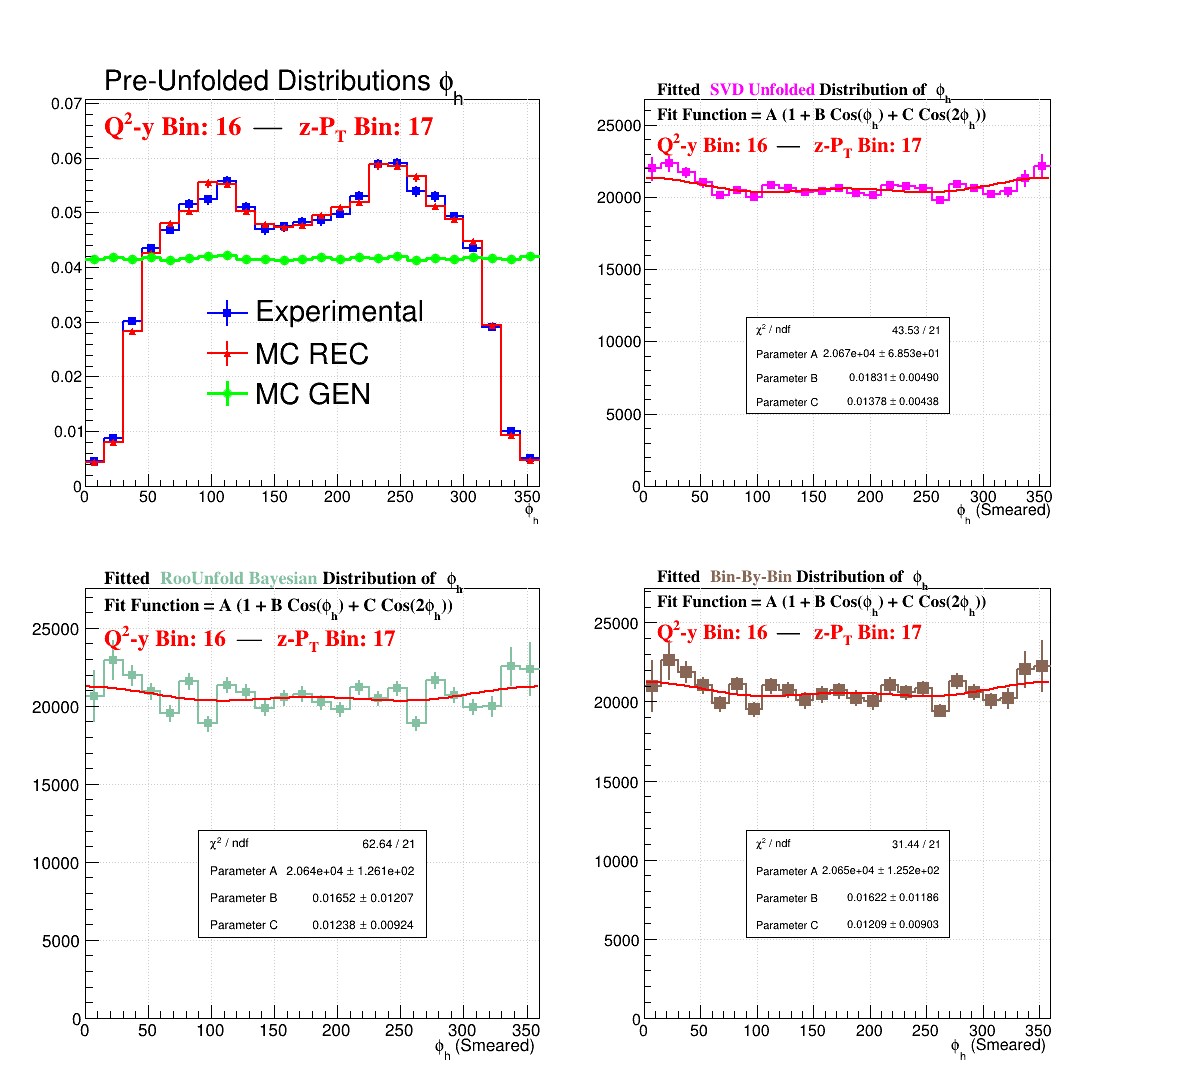 Pre-Unfolded Distributions ϕh
Q²-y Bin: 16 — z-PT Bin: 17
0.07
0.06
0.05
0.04
0.03
0.02
0.01
0
Experimental
MC REC
MC GEN
0 50 100 150 200 250 300 350
ϕh
Fitted SVD Unfolded Distribution of ϕh
Fit Function = A (1 + B Cos(ϕh) + C Cos(2ϕh))
Q²-y Bin: 16 — z-PT Bin: 17
25000
20000
15000
10000
5000
0
χ² / ndf 43.53 / 21
Parameter A 2.067e+04 ± 6.853e+01
Parameter B 0.01831 ± 0.00490
Parameter C 0.01378 ± 0.00438
0 50 100 150 200 250 300 350
ϕh (Smeared)
Fitted RooUnfold Bayesian Distribution of ϕh
Fit Function = A (1 + B Cos(ϕh) + C Cos(2ϕh))
Q²-y Bin: 16 — z-PT Bin: 17
25000
20000
15000
10000
5000
0
χ² / ndf 62.64 / 21
Parameter A 2.064e+04 ± 1.261e+02
Parameter B 0.01652 ± 0.01207
Parameter C 0.01238 ± 0.00924
0 50 100 150 200 250 300 350
ϕh (Smeared)
Fitted Bin-By-Bin Distribution of ϕh
Fit Function = A (1 + B Cos(ϕh) + C Cos(2ϕh))
Q²-y Bin: 16 — z-PT Bin: 17
25000
20000
15000
10000
5000
0
χ² / ndf 31.44 / 21
Parameter A 2.065e+04 ± 1.252e+02
Parameter B 0.01622 ± 0.01186
Parameter C 0.01209 ± 0.00903
0 50 100 150 200 250 300 350
ϕh (Smeared)